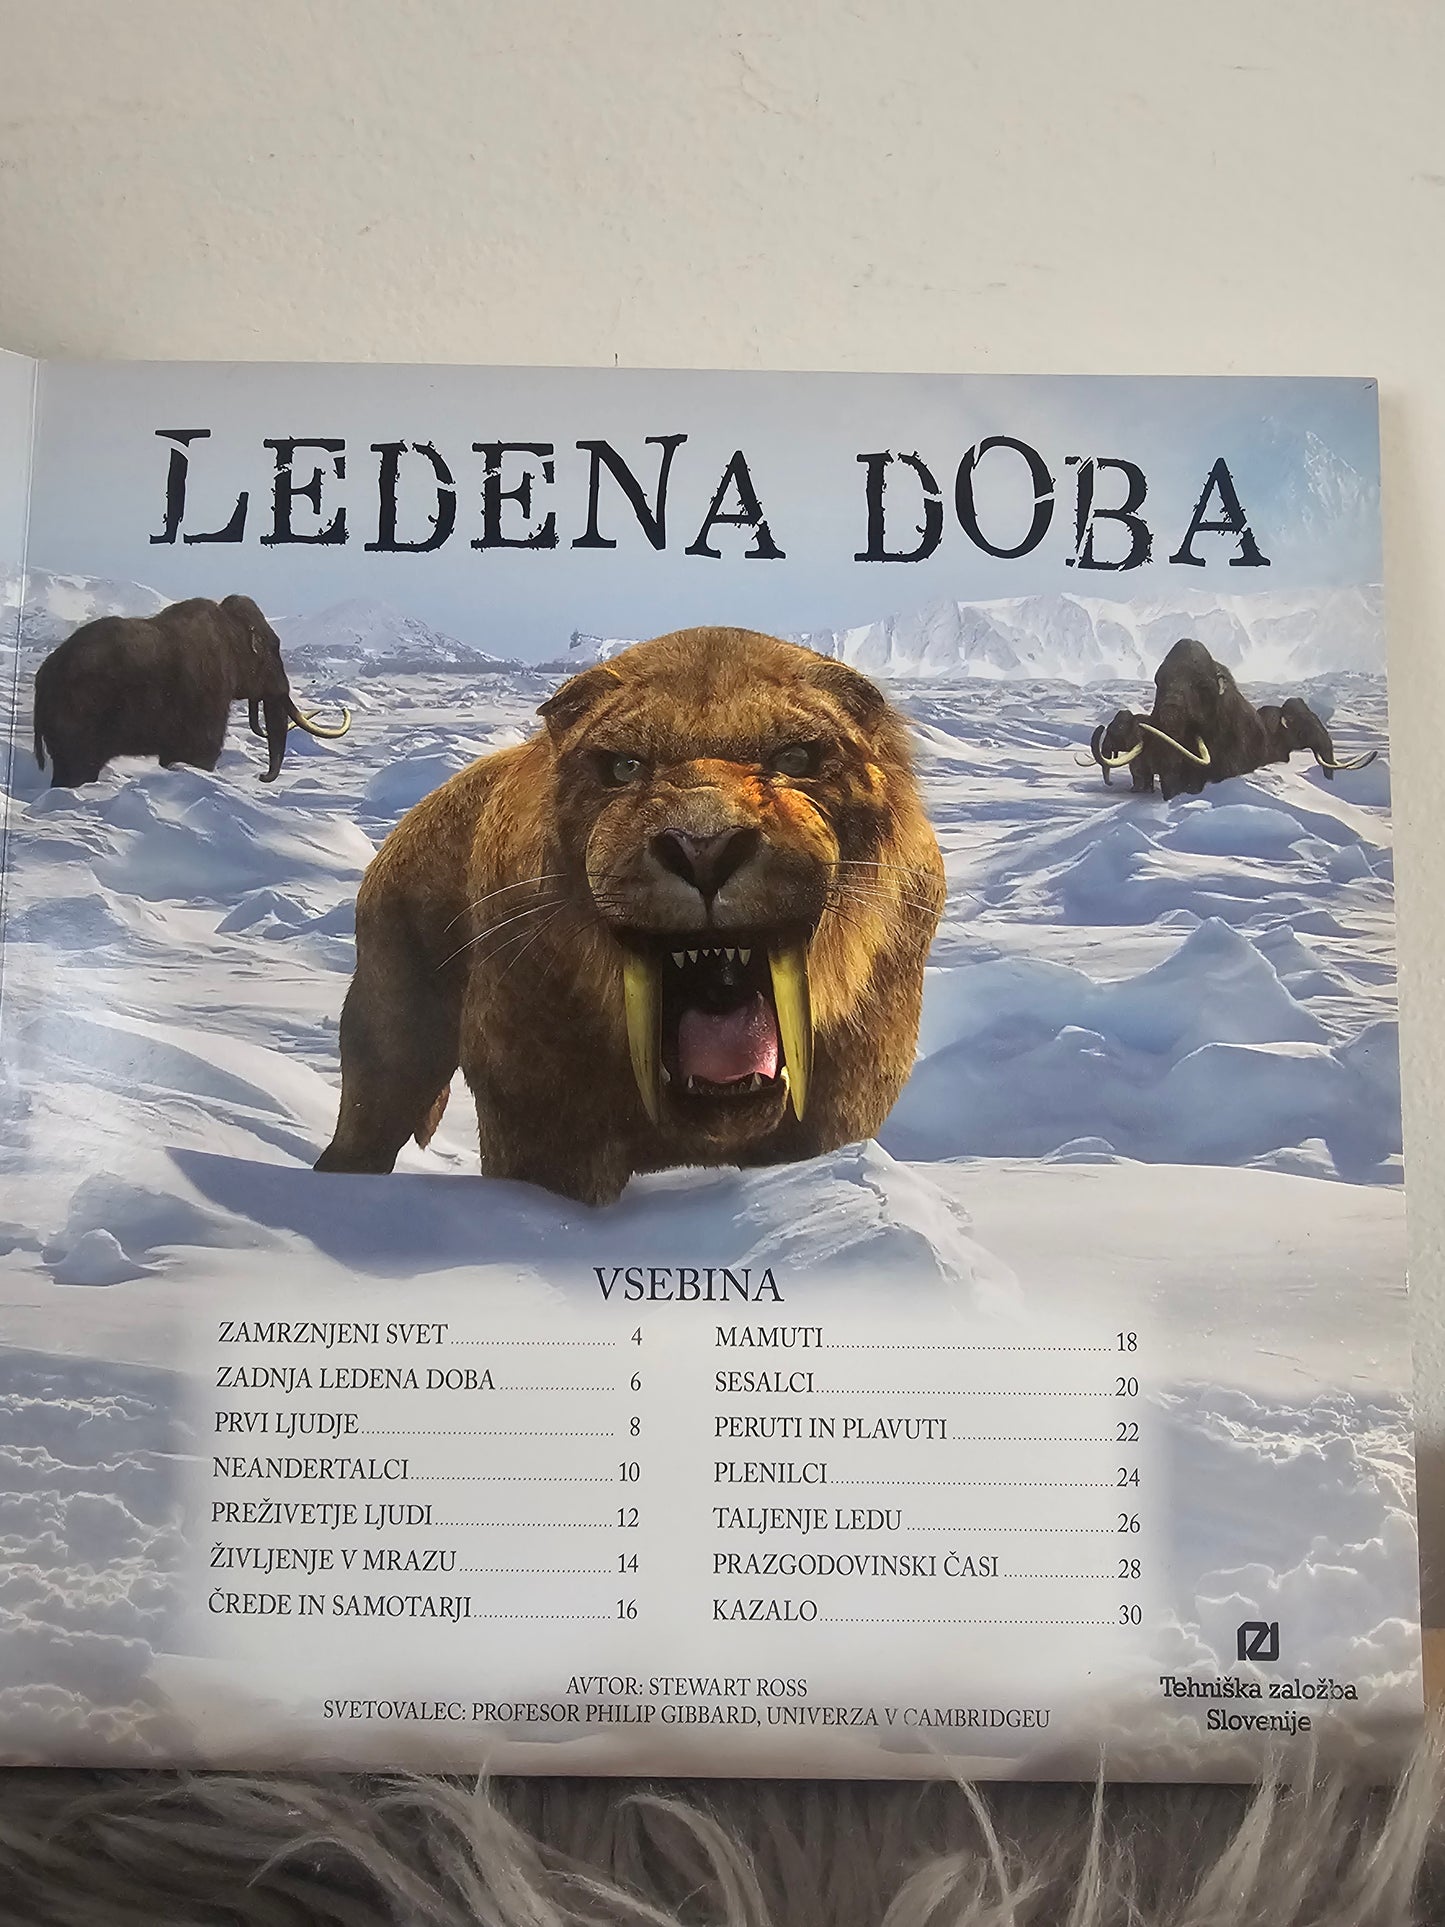 LEDENA DOBA
VSEBINA
ZAMRZNJENI SVET 4
ZADNJA LEDENA DOBA 6
PRVI LJUDJE 8
NEANDERTALCI 10
PREŽIVETJE LJUDI 12
ŽIVLJENJE V MRAZU 14
ČREDE IN SAMOTARJI 16
MAMUTI 18
SESALCI 20
PERUTI IN PLAVUTI 22
PLENILCI 24
TALJENJE LEDU 26
PRAZGODOVINSKI ČASI 28
KAZALO 30
AVTOR: STEWART ROSS
SVETOVALEC: PROFESOR PHILIP GIBBARD, UNIVERZA V CAMBRIDGEU
Tehniška založba
Slovenije